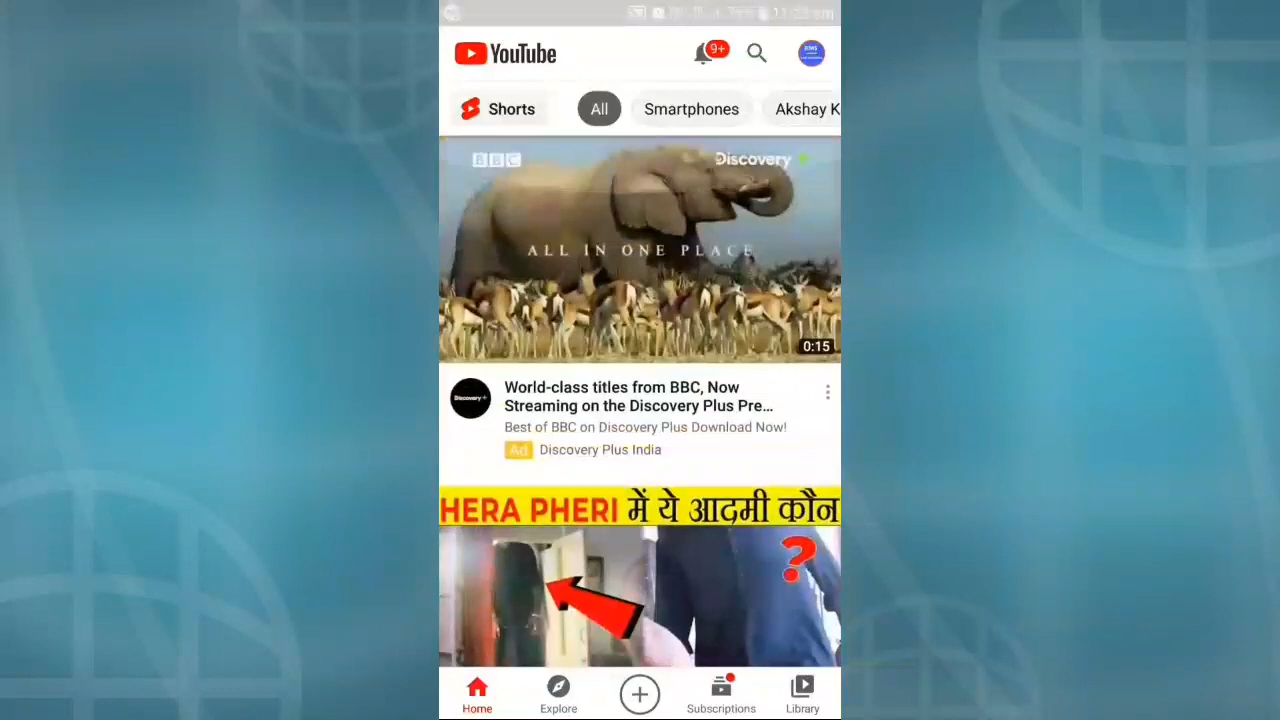 YouTube
9+
Shorts
All
Smartphones
Akshay K
BBC
Discovery
ALL IN ONE PLACE
0:15
Discovery+
World-class titles from BBC, Now
Streaming on the Discovery Plus Pre...
Best of BBC on Discovery Plus Download Now!
Ad
Discovery Plus India
HERA PHERI में ये आदमी कौन
?
Home
Explore
Subscriptions
Library